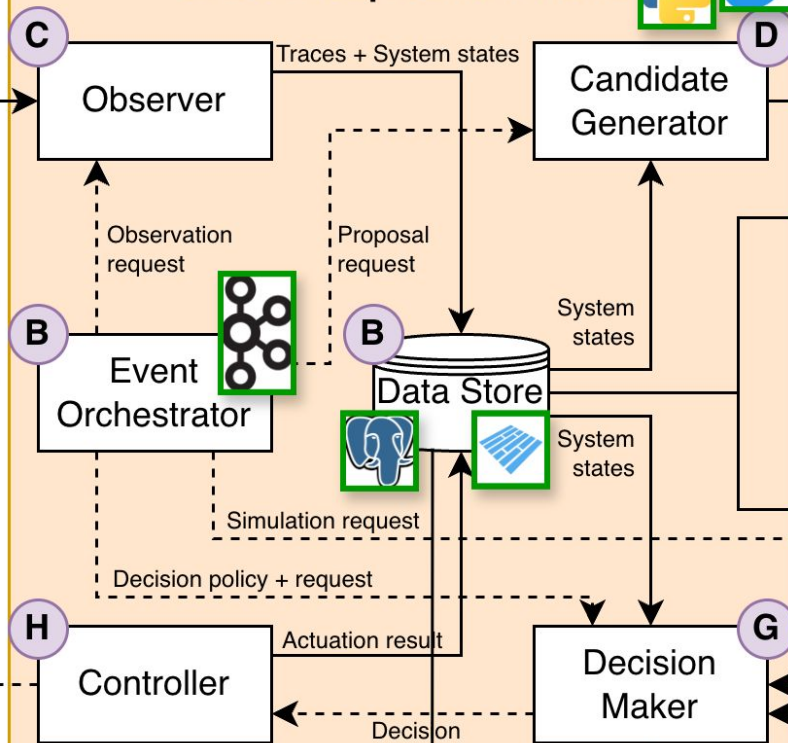 C
D
Traces + System states
Observer
Candidate
Generator
Observation
request
Proposal
request
System
states
B
B
Event
Orchestrator
Data Store
System
states
Simulation request
Decision policy + request
H
G
Actuation result
Controller
Decision
Maker
Decision